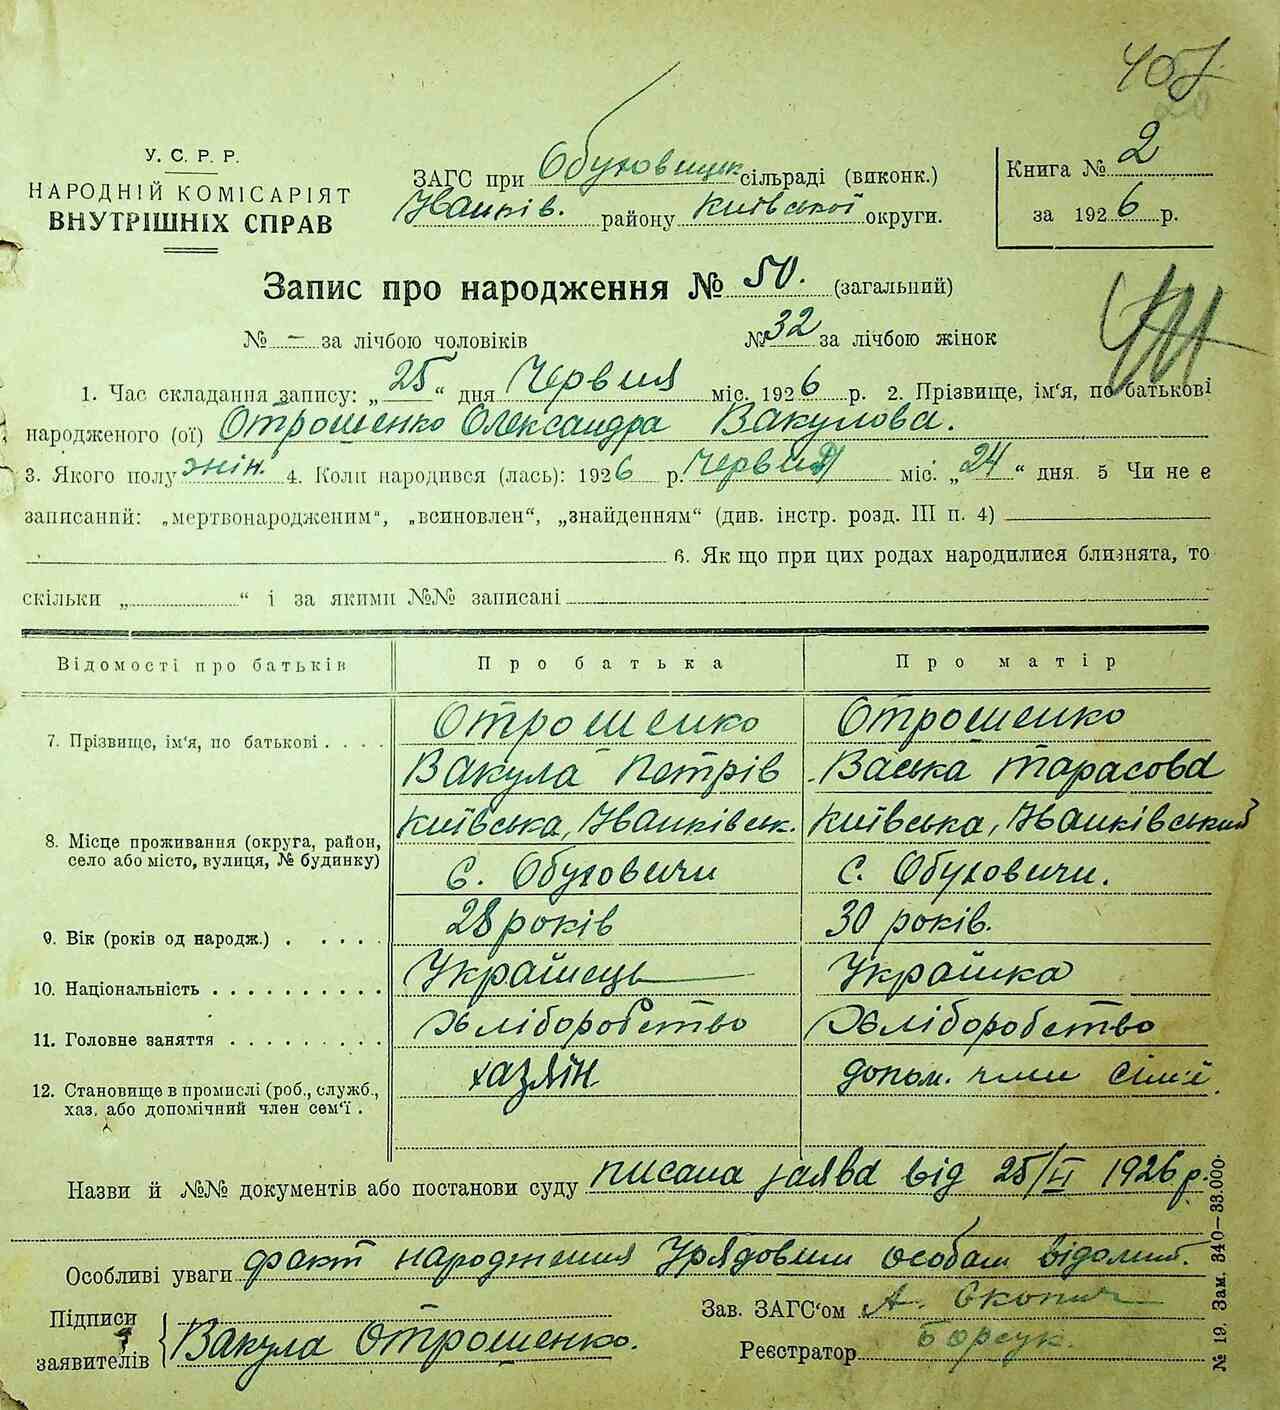 407
У. С. Р. Р.
НАРОДНІЙ КОМІСАРІЯТ
ВНУТРІШНІХ СПРАВ
ЗАГС при Обуховицьк сільраді (виконк.)
Іванків. району Київської округи.
Книга № 2
за 1926 р.
Запис про народження № 50. (загальний)
№ – за лічбою чоловіків № 32 за лічбою жінок
1. Час складання запису: „25“ дня Червня міс. 1926 р. 2. Прізвище, ім‘я, по батькові
народженого (ої) Отрошенко Олександра Вакулова.
3. Якого полу жін. 4. Коли народився (лась): 1926 р. Червня міс. „24“ дня. 5 Чи не є
записаний: „мертвонародженим“, „всиновлен“, „знайденням“ (див. інстр. розд. III п. 4)
6. Як що при цих родах народилися близнята, то
скільки „ “ і за якими №№ записані
Відомості про батьків Про батька Про матір
7. Прізвище, ім‘я, по батькові . . . . Отрошенко Отрошенко
Вакула Петрів Васька Тарасова
8. Місце проживання (округа, район, Київська, Іванківськ. Київська, Іванківський
село або місто, вулиця, № будинку) с. Обуховичи с. Обуховичи.
9. Вік (років од народж.) . . . . . 28 років 30 років.
10. Національність . . . . . . . . . . Українець Українка
11. Головне заняття . . . . . . . . . Хліборобство Хліборобство
12. Становище в промислі (роб., служб., хазяїн допом. член сім'ї
хаз. або допомічний член сем‘ї .
Назви й №№ документів або постанови суду писана заява від 25/VI 1926 р.
Особливі уваги факт народження Урядовим особам відомий.
Підписи
заявителів { Вакула Отрошенко.
Зав. ЗАГС‘ом А. Скопич
Реєстратор Борсук.
№ 19. Зам. 340—33.000.